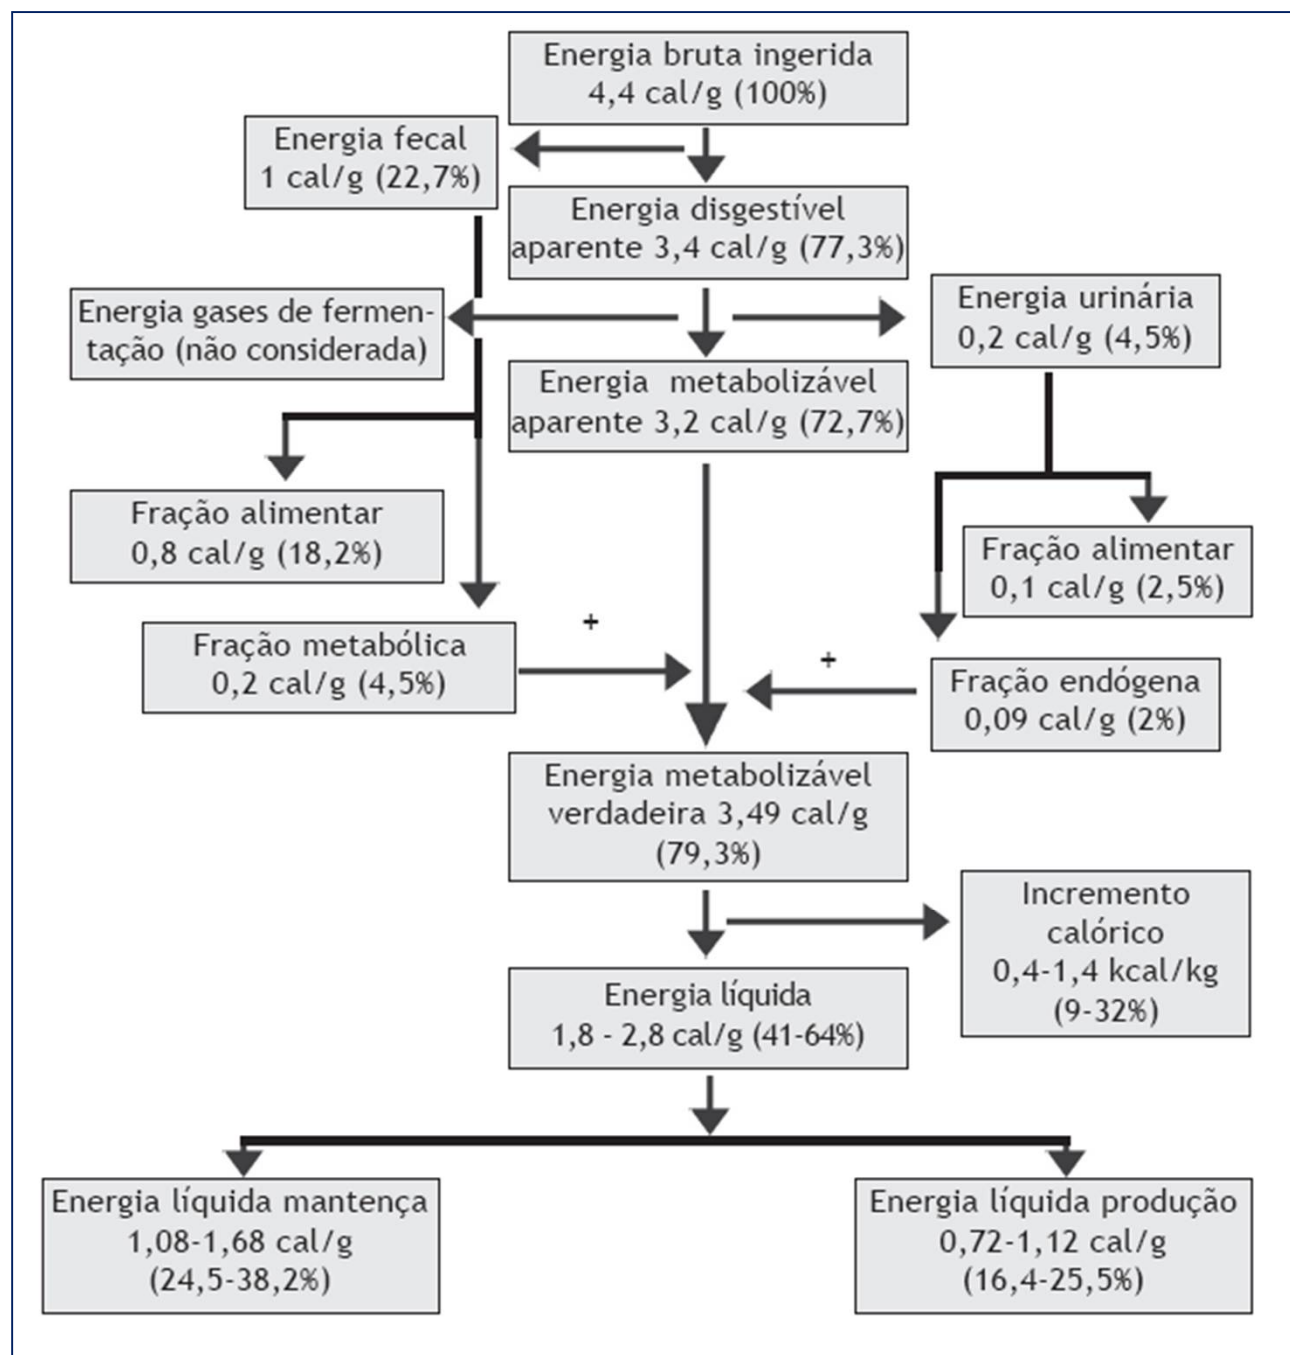 Energia bruta ingerida
4,4 cal/g (100%)
Energia fecal
1 cal/g (22,7%)
Energia disgestível
aparente 3,4 cal/g (77,3%)
Energia gases de fermen-
tação (não considerada)
Energia urinária
0,2 cal/g (4,5%)
Energia metabolizável
aparente 3,2 cal/g (72,7%)
Fração alimentar
0,8 cal/g (18,2%)
Fração alimentar
0,1 cal/g (2,5%)
Fração metabólica
0,2 cal/g (4,5%)
+
+
Fração endógena
0,09 cal/g (2%)
Energia metabolizável
verdadeira 3,49 cal/g
(79,3%)
Incremento
calórico
0,4-1,4 kcal/kg
(9-32%)
Energia líquida
1,8 - 2,8 cal/g (41-64%)
Energia líquida mantença
1,08-1,68 cal/g
(24,5-38,2%)
Energia líquida produção
0,72-1,12 cal/g
(16,4-25,5%)